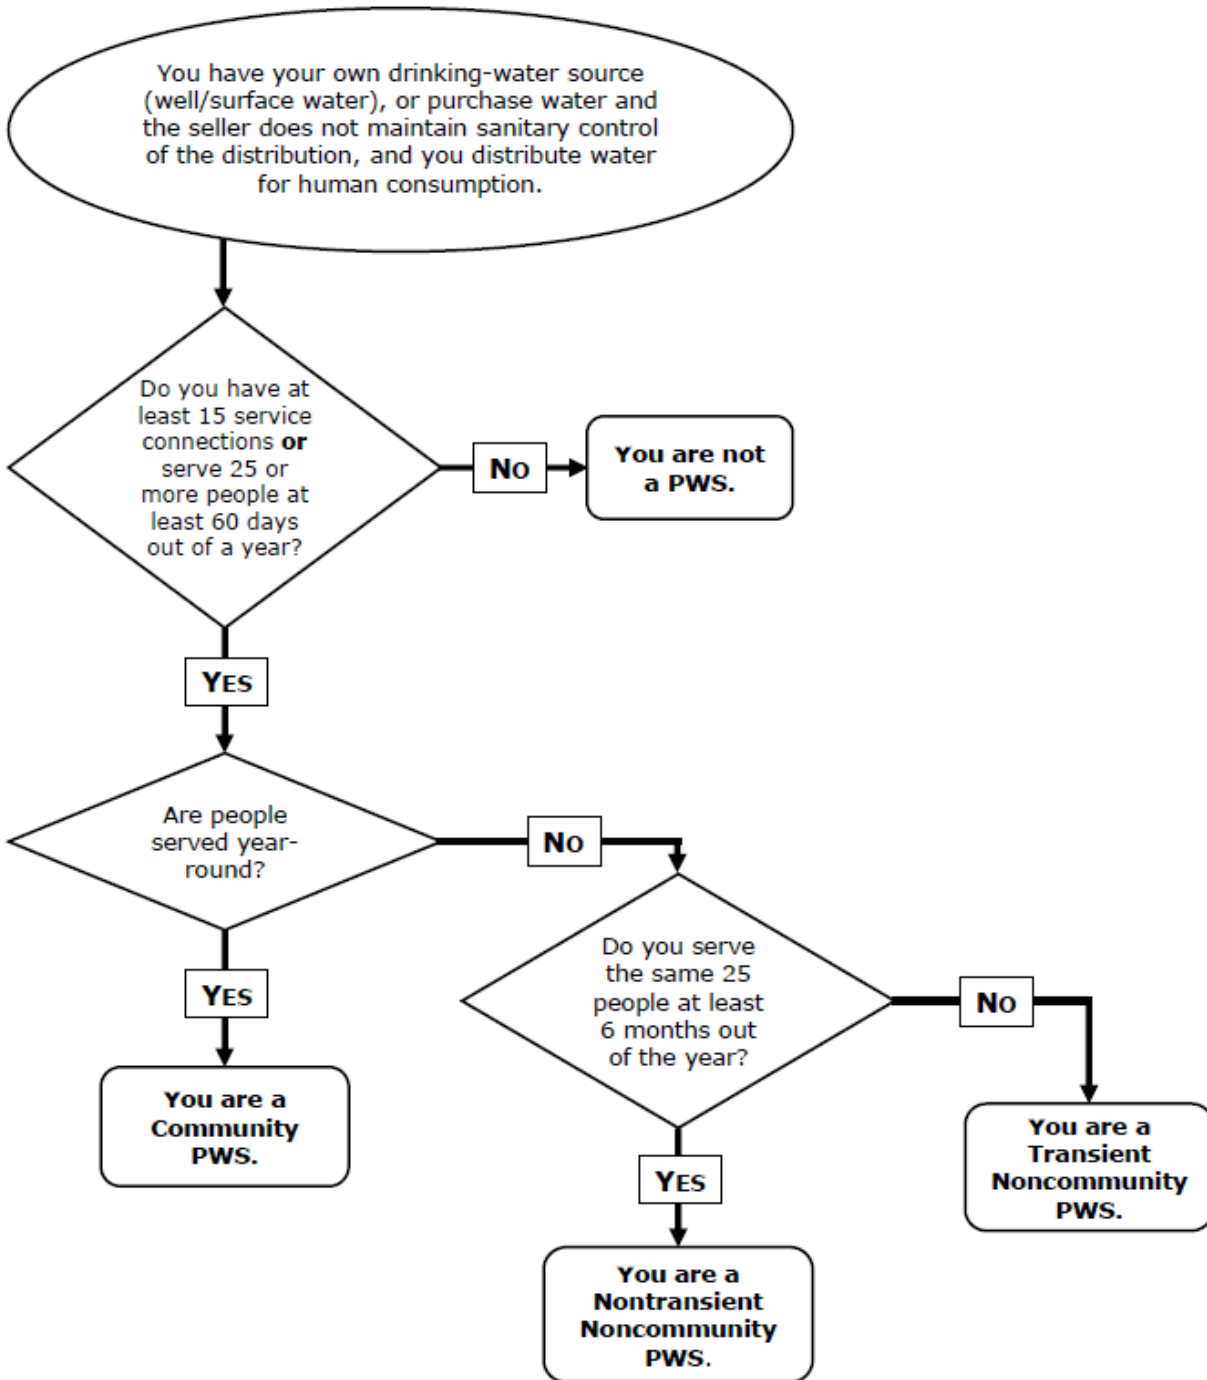 You have your own drinking-water source
(well/surface water), or purchase water and
the seller does not maintain sanitary control
of the distribution, and you distribute water
for human consumption.
Do you have at
least 15 service
connections or
serve 25 or
more people at
least 60 days
out of a year?
NO
You are not
a PWS.
YES
Are people
served year-
round?
NO
Do you serve
the same 25
people at least
6 months out
of the year?
NO
YES
You are a
Community
PWS.
You are a
Transient
Noncommunity
PWS.
YES
You are a
Nontransient
Noncommunity
PWS.